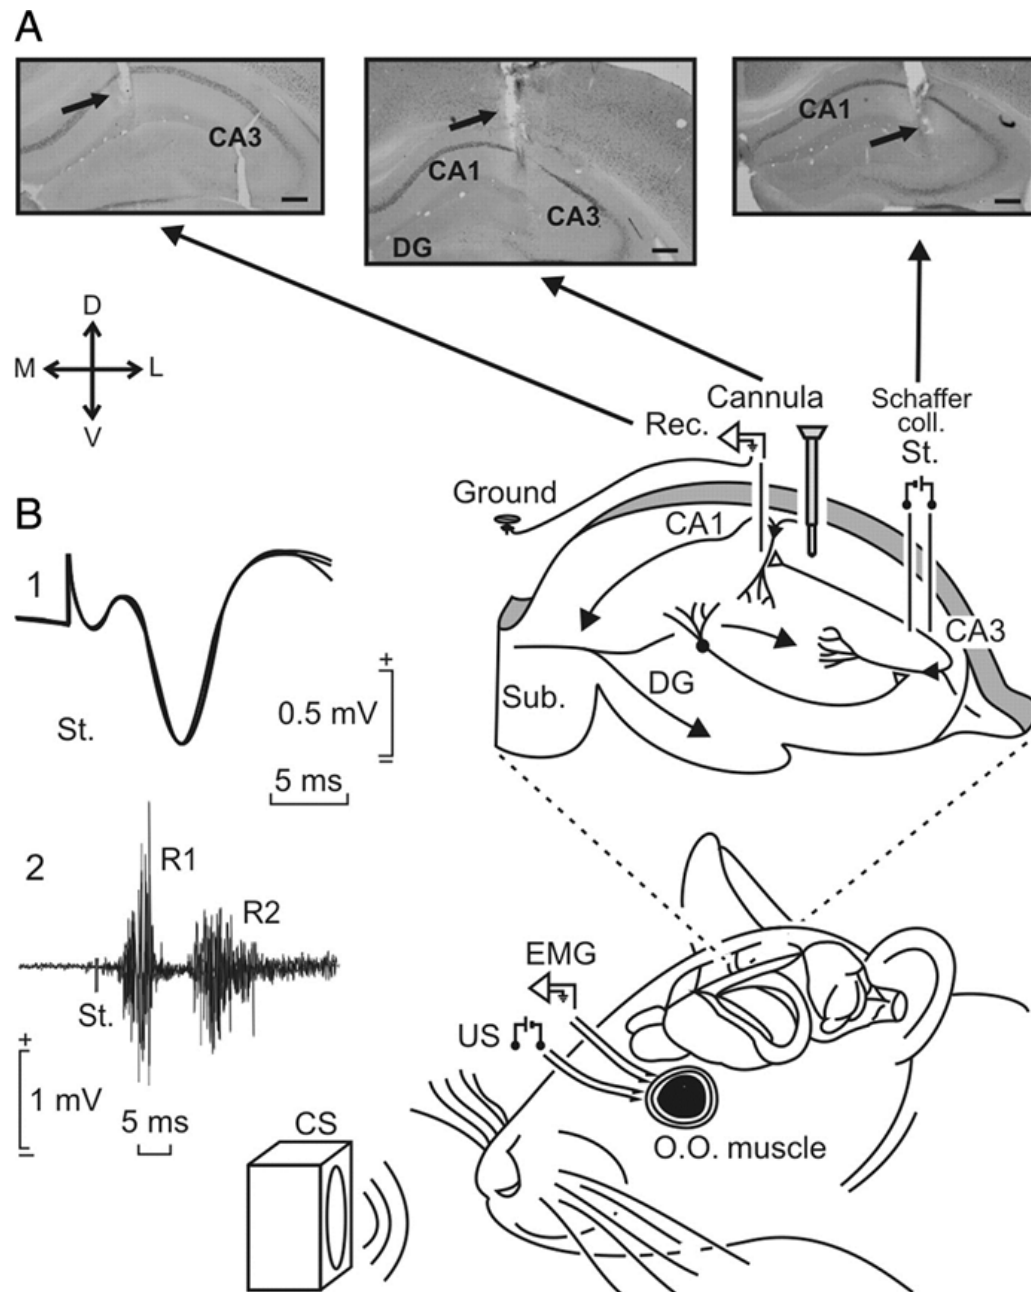 A
CA3
CA1
CA3
DG
CA1
D
M
L
V
Cannula
Rec.
Schaffer
coll.
St.
Ground
CA1
CA3
DG
Sub.
B
1
St.
+
0.5 mV
=
5 ms
2
R1
R2
St.
+
1 mV
–
5 ms
EMG
US
O.O. muscle
CS